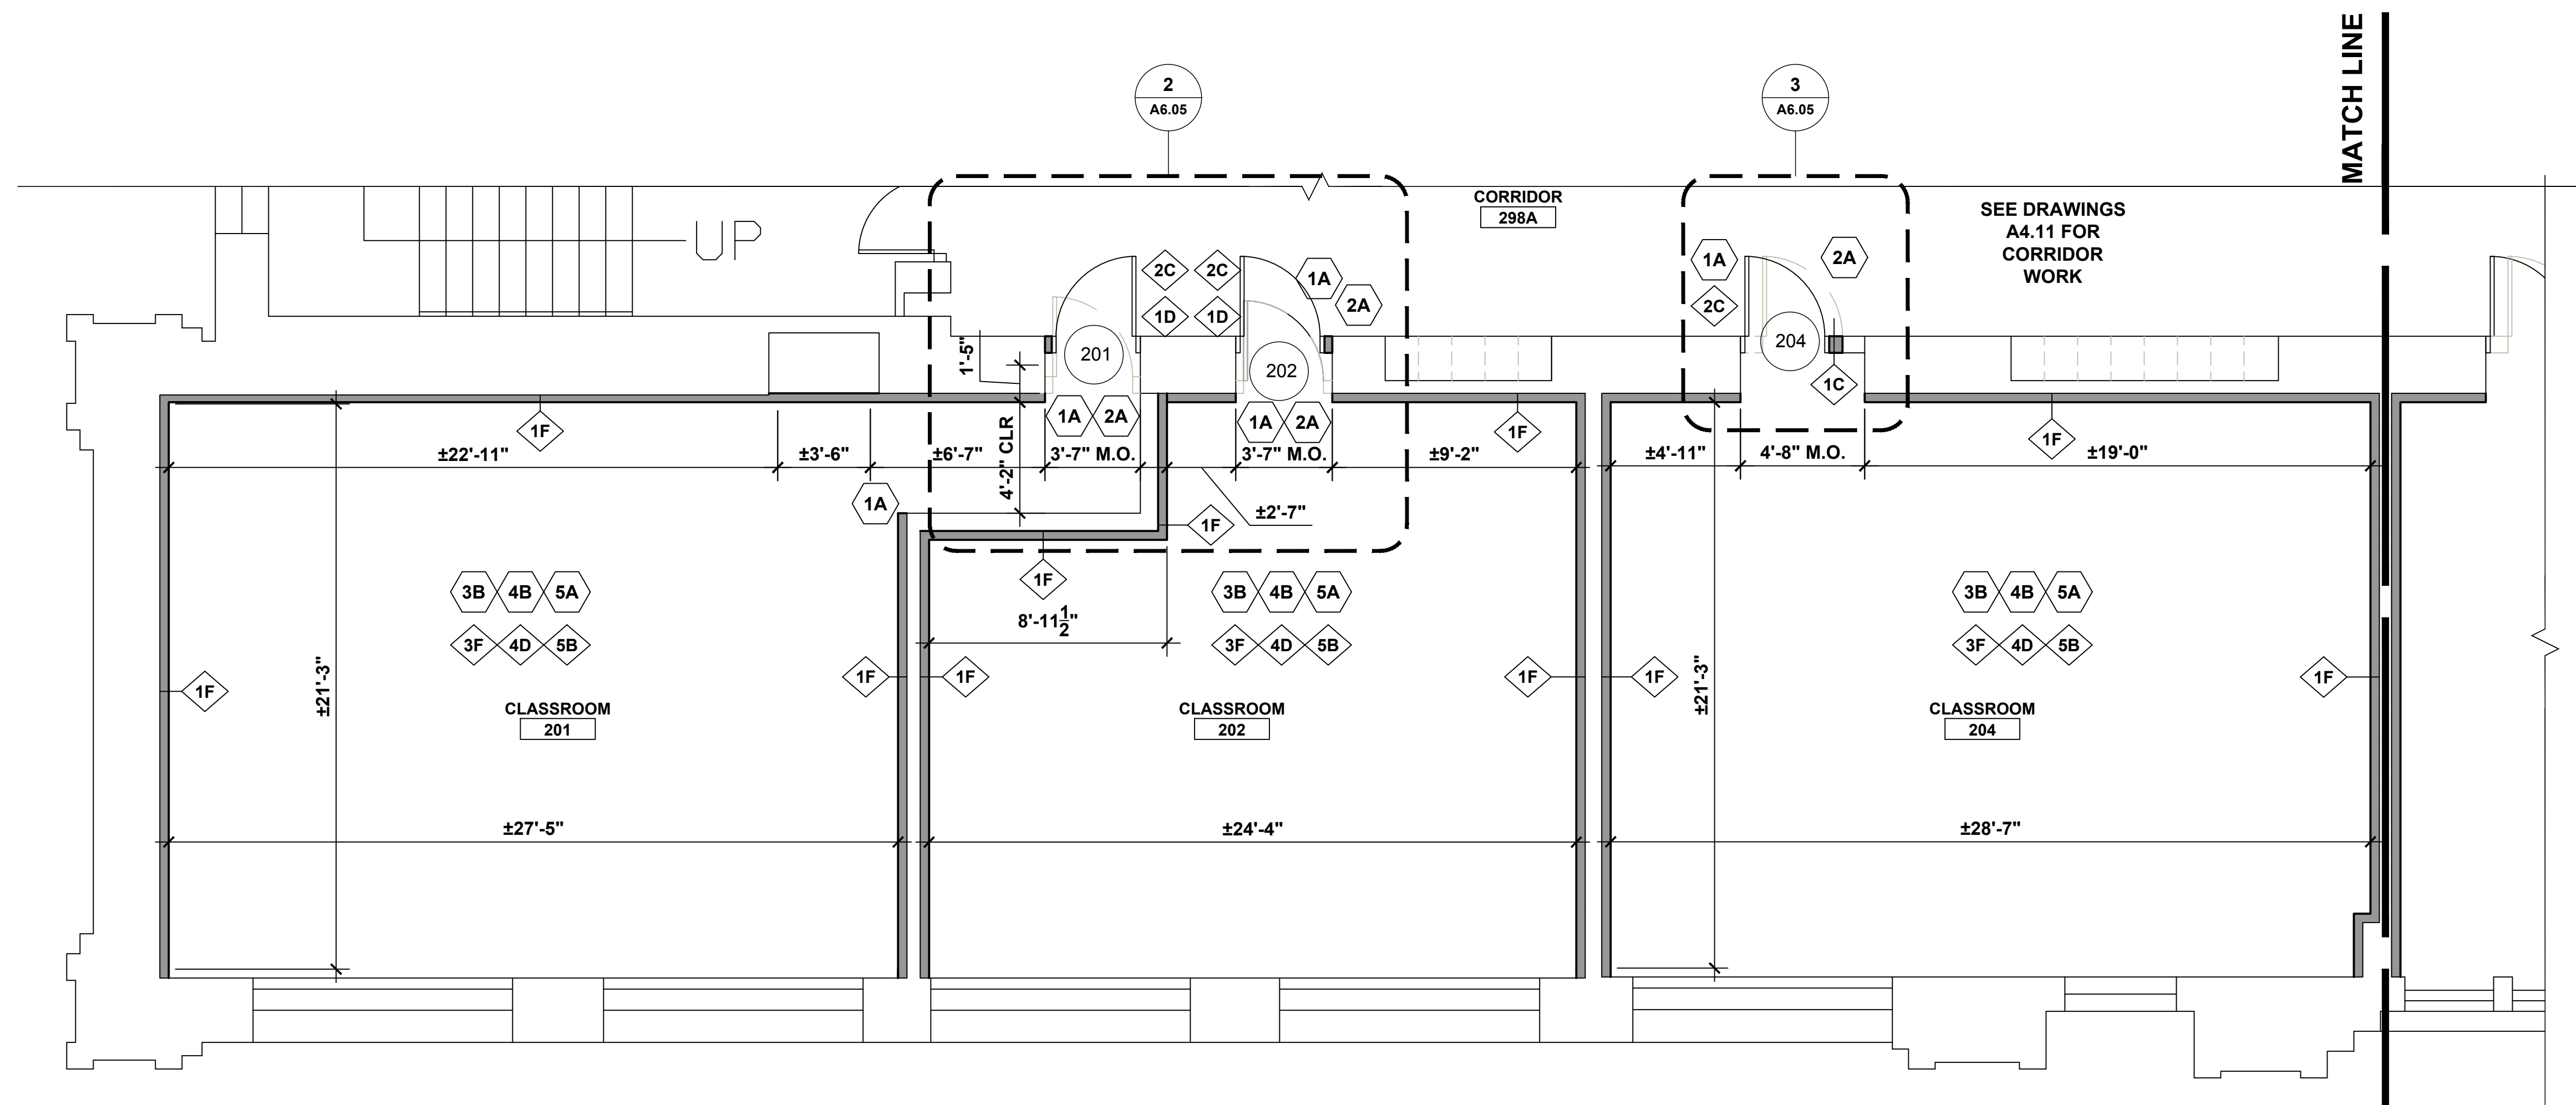 MATCH LINE
2
A6.05
3
A6.05
CORRIDOR
298A
SEE DRAWINGS
A4.11 FOR
CORRIDOR
WORK
UP
2C
2C
1A
2A
1D
1D
1A
2A
2C
1'-5"
201
202
204
1C
1A
2A
1A
2A
1F
1F
1F
±22'-11"
±3'-6"
±6'-7"
4'-2" CLR
3'-7" M.O.
3'-7" M.O.
±9'-2"
±4'-11"
4'-8" M.O.
±19'-0"
1A
1F
±2'-7"
1F
8'-11 1/2"
3B
4B
5A
3F
4D
5B
3B
4B
5A
3F
4D
5B
3B
4B
5A
3F
4D
5B
1F
±21'-3"
1F
1F
1F
1F
±21'-3"
1F
CLASSROOM
201
CLASSROOM
202
CLASSROOM
204
±27'-5"
±24'-4"
±28'-7"